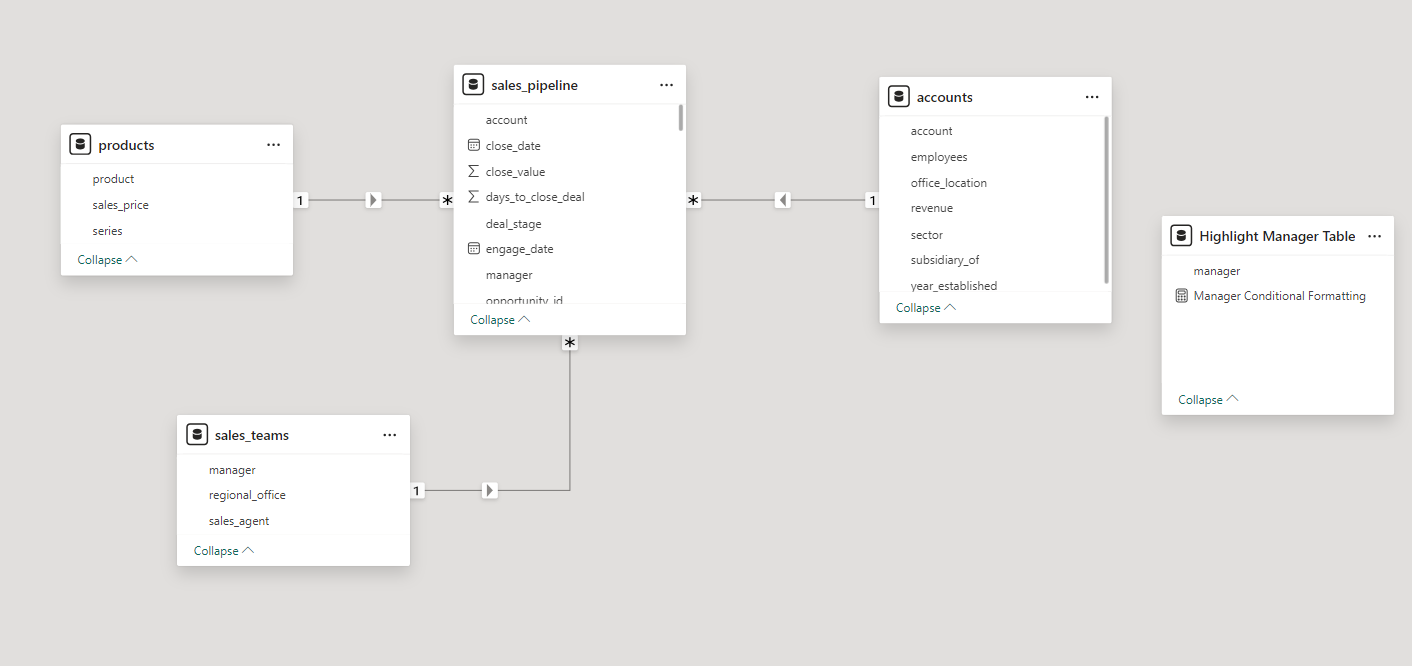 products
product
sales_price
series
Collapse
1
*
sales_pipeline
account
close_date
close_value
days_to_close_deal
deal_stage
engage_date
manager
opportunity_id
Collapse
*
1
accounts
account
employees
office_location
revenue
sector
subsidiary_of
year_established
Collapse
Highlight Manager Table
manager
Manager Conditional Formatting
Collapse
*
sales_teams
manager
regional_office
sales_agent
Collapse
1